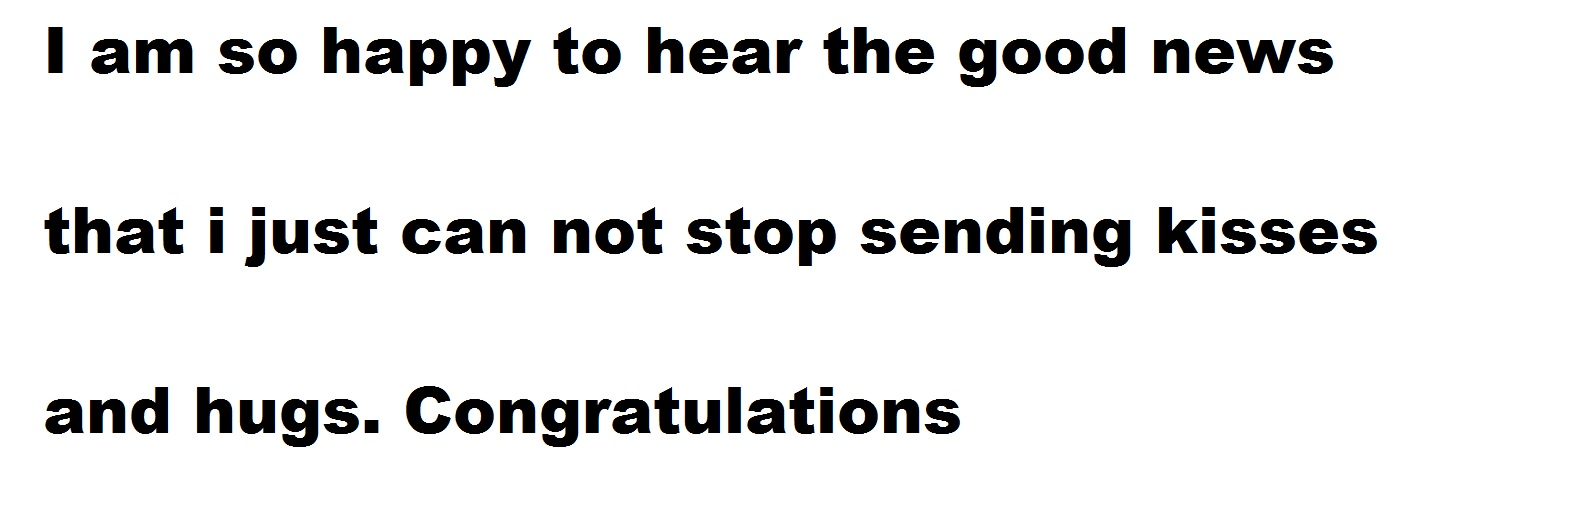 I am so happy to hear the good news
that i just can not stop sending kisses
and hugs. Congratulations